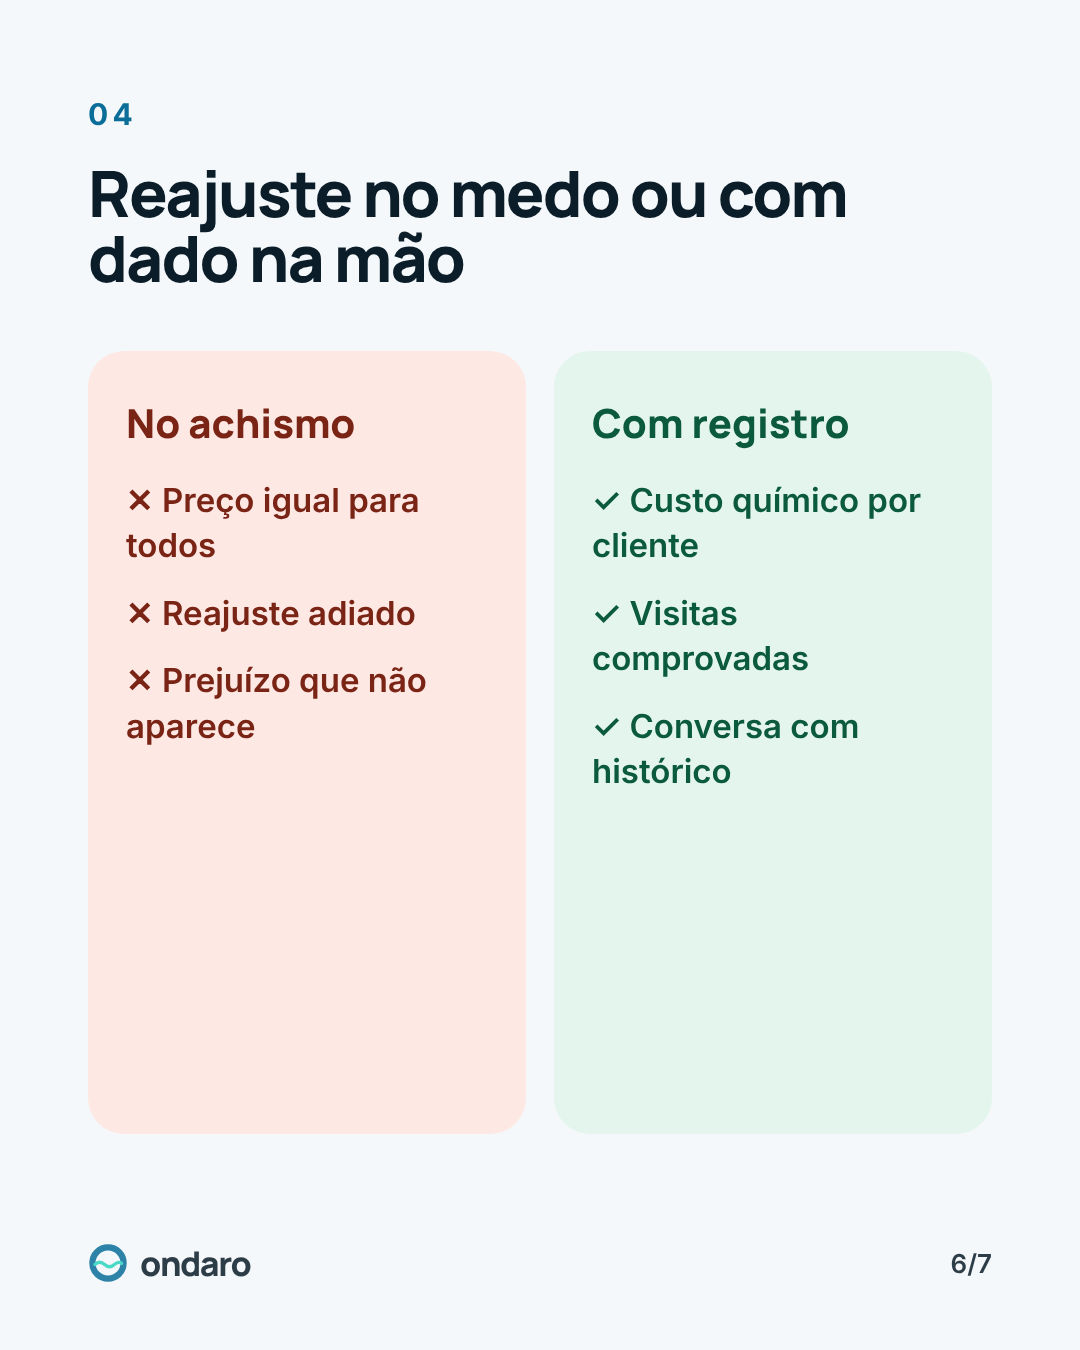 04
Reajuste no medo ou com
dado na mão
No achismo
✕ Preço igual para
todos
✕ Reajuste adiado
✕ Prejuízo que não
aparece
Com registro
✓ Custo químico por
cliente
✓ Visitas
comprovadas
✓ Conversa com
histórico
ondaro
6/7